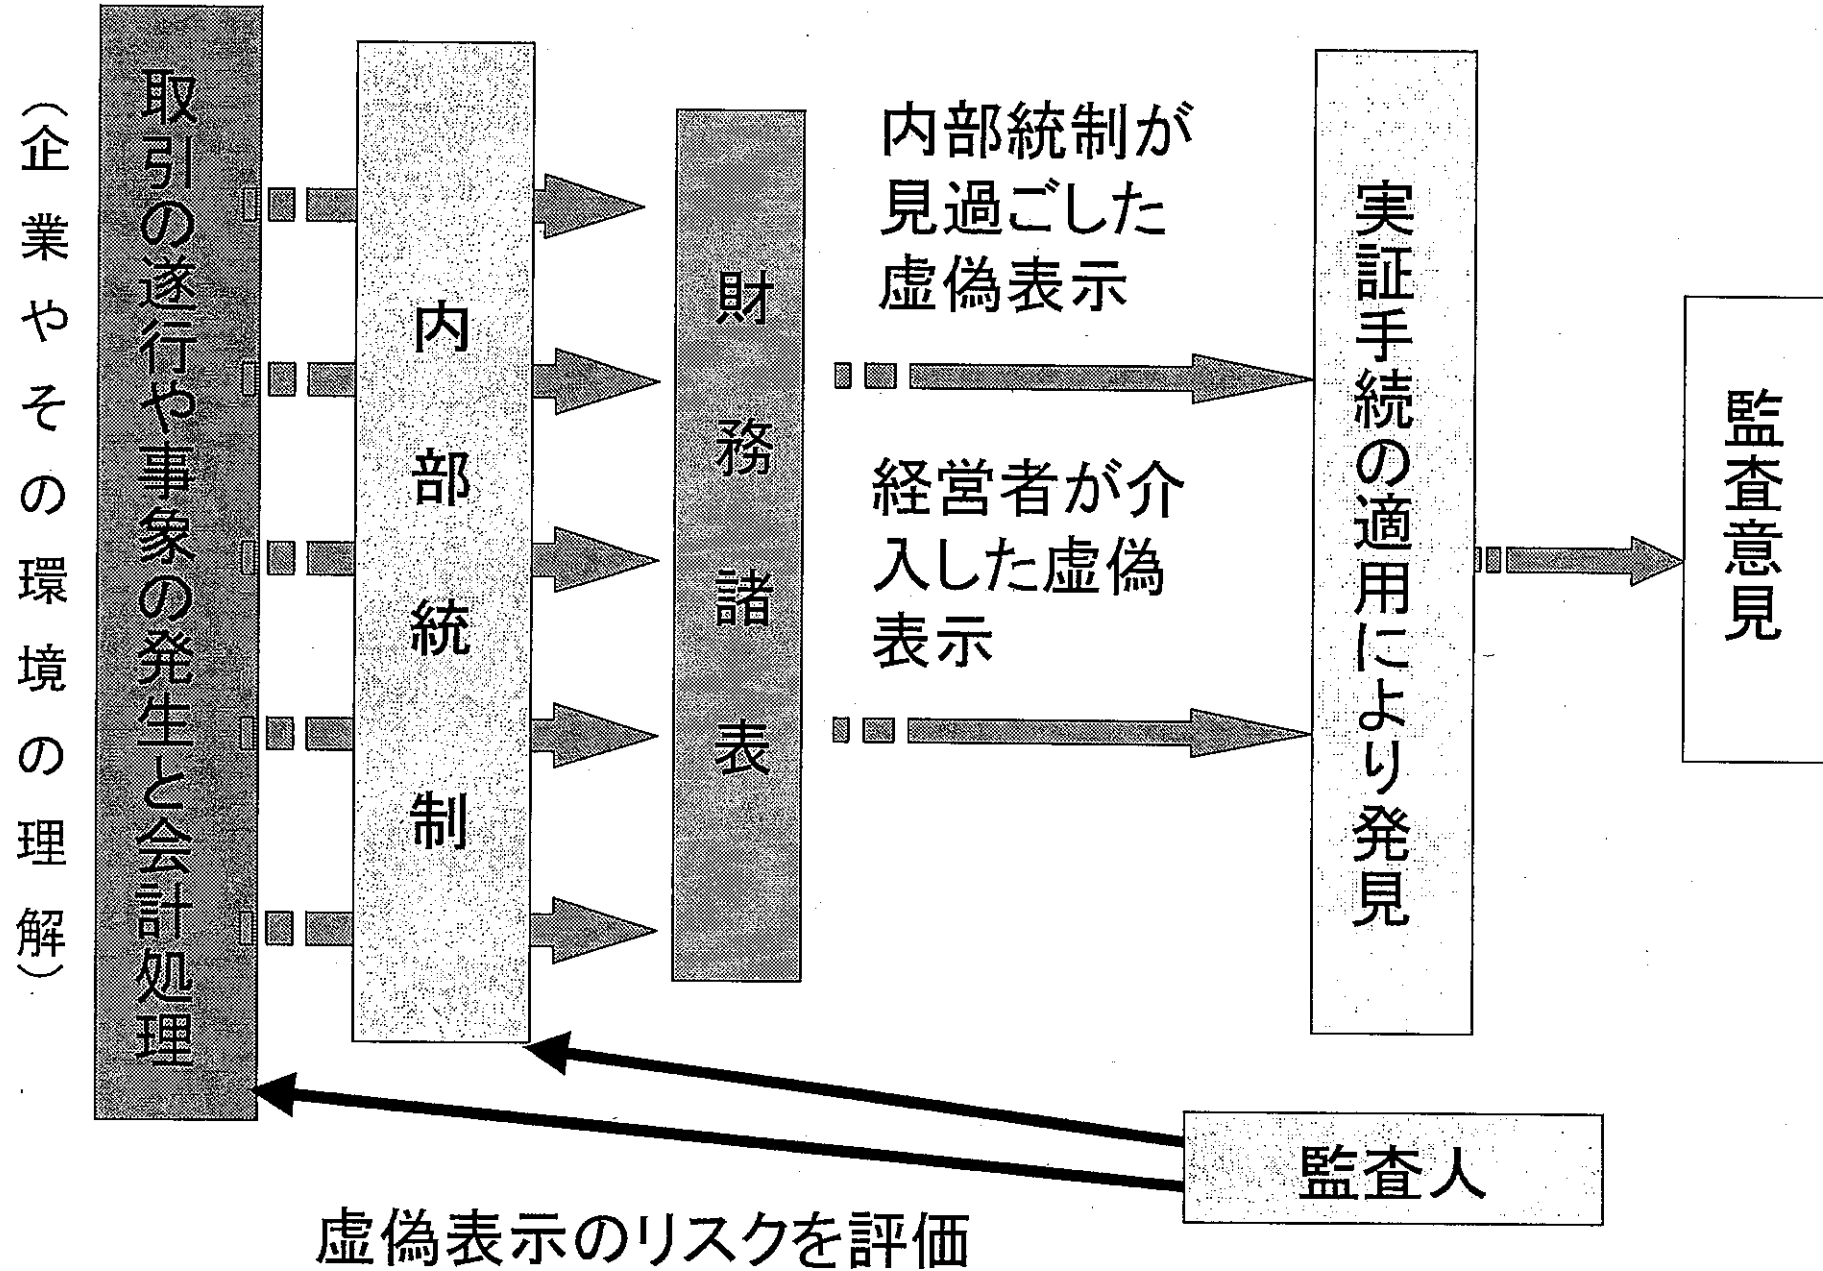 (企業やその環境の理解)
取引の遂行や事象の発生と会計処理
内部統制
財務諸表
内部統制が
見過ごした
虚偽表示
経営者が介
入した虚偽
表示
実証手続の適用により発見
監査意見
監査人
虚偽表示のリスクを評価